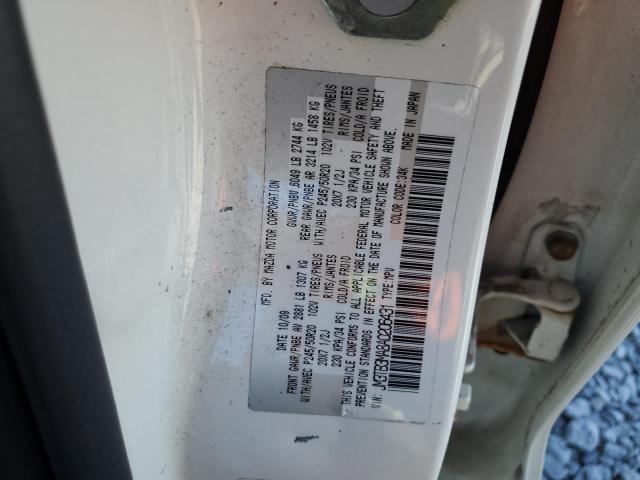 MFD. BY MAZDA MOTOR CORPORATION
DATE 10/09 GVWR/PNBV 6049 LB 2744 KG
FRONT GAWR/PNBE AV 2881 LB 1307 KG REAR GAWR/PNBE AR 3214 LB 1458 KG
WITH/AVEC P245/50R20 102V TIRES/PNEUS WITH/AVEC P245/50R20 102V TIRES/PNEUS
20X7 1/2J RIMS/JANTES 20X7 1/2J RIMS/JANTES
230 KPA/34 PSI COLD/A FROID 230 KPA/34 PSI COLD/A FROID
THIS VEHICLE CONFORMS TO ALL APPLICABLE FEDERAL MOTOR VEHICLE SAFETY AND THEFT
PREVENTION STANDARDS IN EFFECT ON THE DATE OF MANUFACTURE SHOWN ABOVE.
VIN: JM3TB3MA8A0206431 TYPE:MPV COLOR CODE:34K MADE IN JAPAN